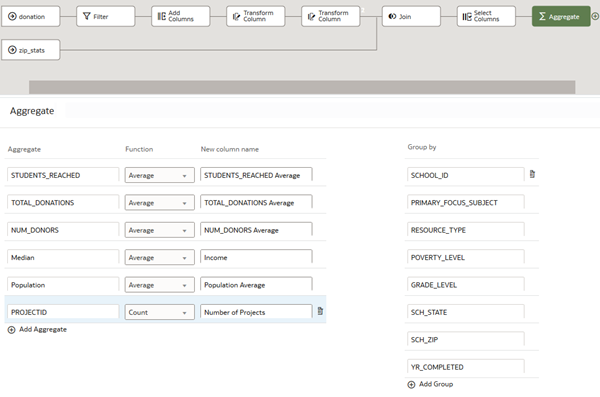 donation
Filter
Add Columns
Transform Column
Transform Column
Join
Select Columns
Aggregate
zip_stats
Aggregate
Aggregate Function New column name Group by
STUDENTS_REACHED Average STUDENTS_REACHED Average SCHOOL_ID
TOTAL_DONATIONS Average TOTAL_DONATIONS Average PRIMARY_FOCUS_SUBJECT
NUM_DONORS Average NUM_DONORS Average RESOURCE_TYPE
Median Average Income POVERTY_LEVEL
Population Average Population Average GRADE_LEVEL
PROJECTID Count Number of Projects SCH_STATE
Add Aggregate
SCH_ZIP
YR_COMPLETED
Add Group